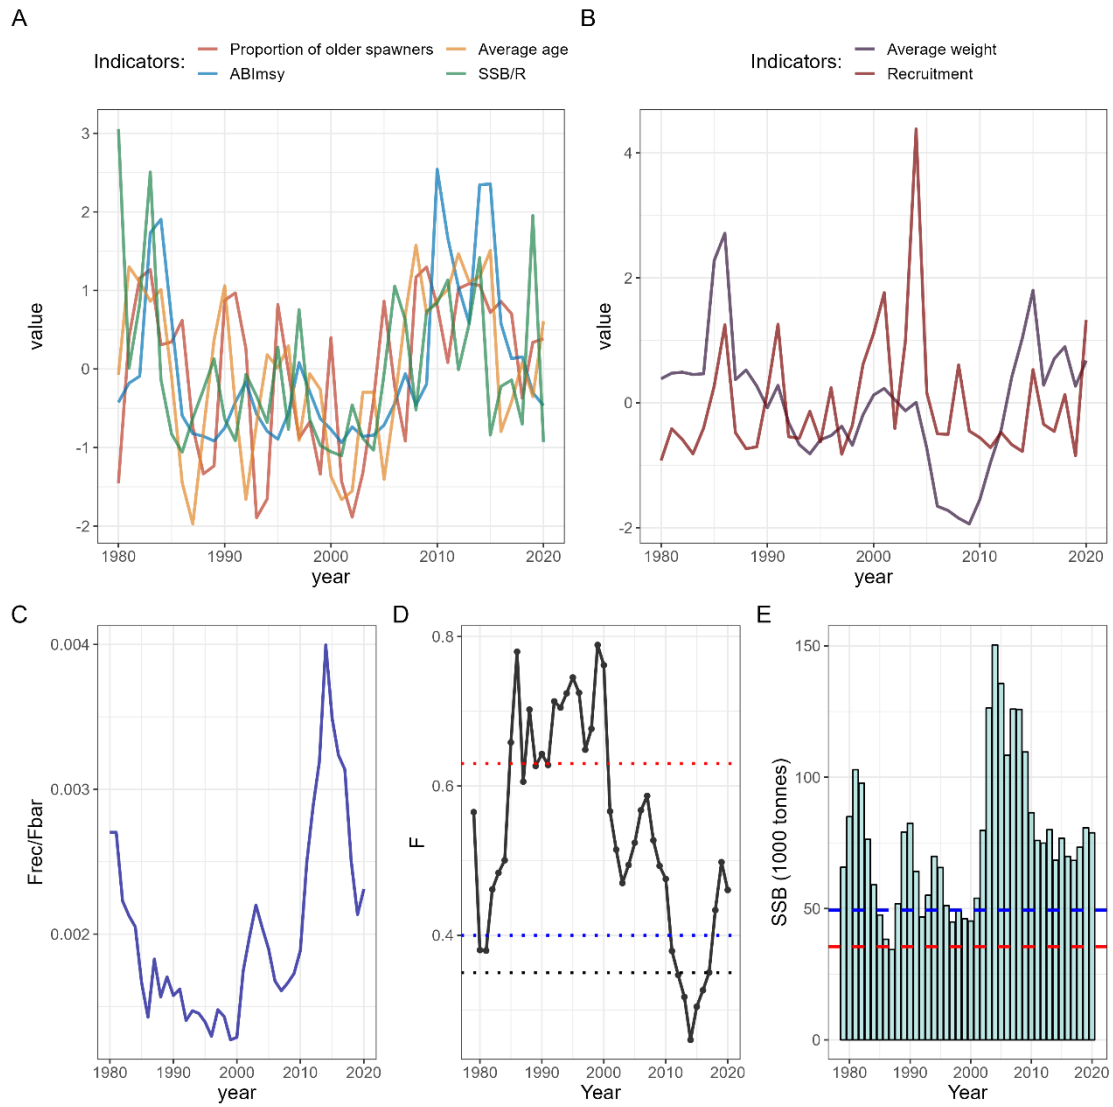 A
B
Indicators:
Proportion of older spawners
Average age
ABImsy
SSB/R
Indicators:
Average weight
Recruitment
value
3
2
1
0
-1
-2
1980
1990
2000
2010
2020
year
value
4
2
0
-2
1980
1990
2000
2010
2020
year
C
D
E
Frec/Fbar
0.004
0.003
0.002
1980
1990
2000
2010
2020
year
F
0.8
0.6
0.4
1980
1990
2000
2010
2020
Year
SSB (1000 tonnes)
150
100
50
0
1980
1990
2000
2010
2020
Year